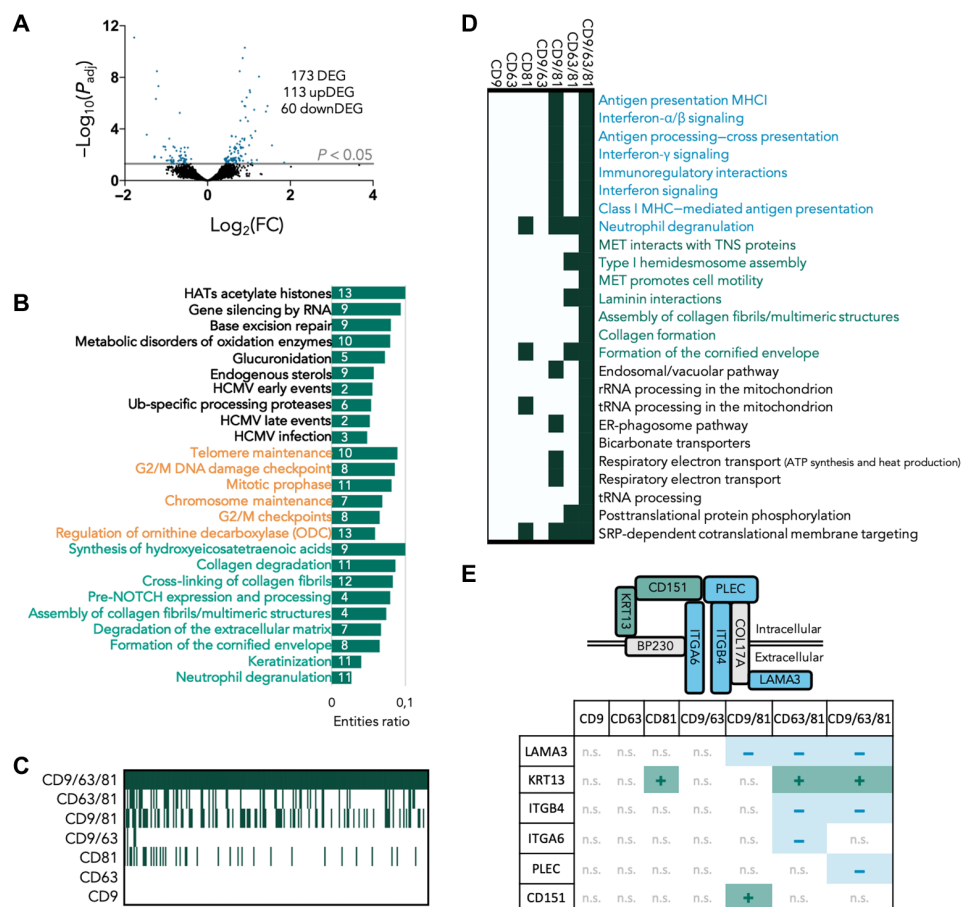 A
12
8
4
0
−Log10(Padj)
173 DEG
113 upDEG
60 downDEG
P < 0.05
−2
0
2
4
Log2(FC)
B
HATs acetylate histones 13
Gene silencing by RNA 9
Base excision repair 9
Metabolic disorders of oxidation enzymes 10
Glucuronidation 5
Endogenous sterols 9
HCMV early events 2
Ub-specific processing proteases 6
HCMV late events 2
HCMV infection 3
Telomere maintenance 10
G2/M DNA damage checkpoint 8
Mitotic prophase 11
Chromosome maintenance 7
G2/M checkpoints 8
Regulation of ornithine decarboxylase (ODC) 13
Synthesis of hydroxyeicosatetraenoic acids 9
Collagen degradation 11
Cross-linking of collagen fibrils 12
Pre-NOTCH expression and processing 4
Assembly of collagen fibrils/multimeric structures 4
Degradation of the extracellular matrix 7
Formation of the cornified envelope 8
Keratinization 11
Neutrophil degranulation 11
0 0,1
Entities ratio
C
CD9/63/81
CD63/81
CD9/81
CD9/63
CD81
CD63
CD9
D
CD9
CD63
CD81
CD9/63
CD9/81
CD63/81
CD9/63/81
Antigen presentation MHCI
Interferon-α/β signaling
Antigen processing−cross presentation
Interferon-γ signaling
Immunoregulatory interactions
Interferon signaling
Class I MHC−mediated antigen presentation
Neutrophil degranulation
MET interacts with TNS proteins
Type I hemidesmosome assembly
MET promotes cell motility
Laminin interactions
Assembly of collagen fibrils/multimeric structures
Collagen formation
Formation of the cornified envelope
Endosomal/vacuolar pathway
rRNA processing in the mitochondrion
tRNA processing in the mitochondrion
ER-phagosome pathway
Bicarbonate transporters
Respiratory electron transport (ATP synthesis and heat production)
Respiratory electron transport
tRNA processing
Posttranslational protein phosphorylation
SRP-dependent cotranslational membrane targeting
E
CD151
PLEC
KRT13
BP230
ITGA6
ITGB4
COL17A
LAMA3
Intracellular
Extracellular
CD9 CD63 CD81 CD9/63 CD9/81 CD63/81 CD9/63/81
LAMA3 n.s. n.s. n.s. n.s. − − −
KRT13 n.s. n.s. + n.s. n.s. + +
ITGB4 n.s. n.s. n.s. n.s. n.s. − −
ITGA6 n.s. n.s. n.s. n.s. n.s. − n.s.
PLEC n.s. n.s. n.s. n.s. n.s. n.s. −
CD151 n.s. n.s. n.s. n.s. + n.s. n.s.